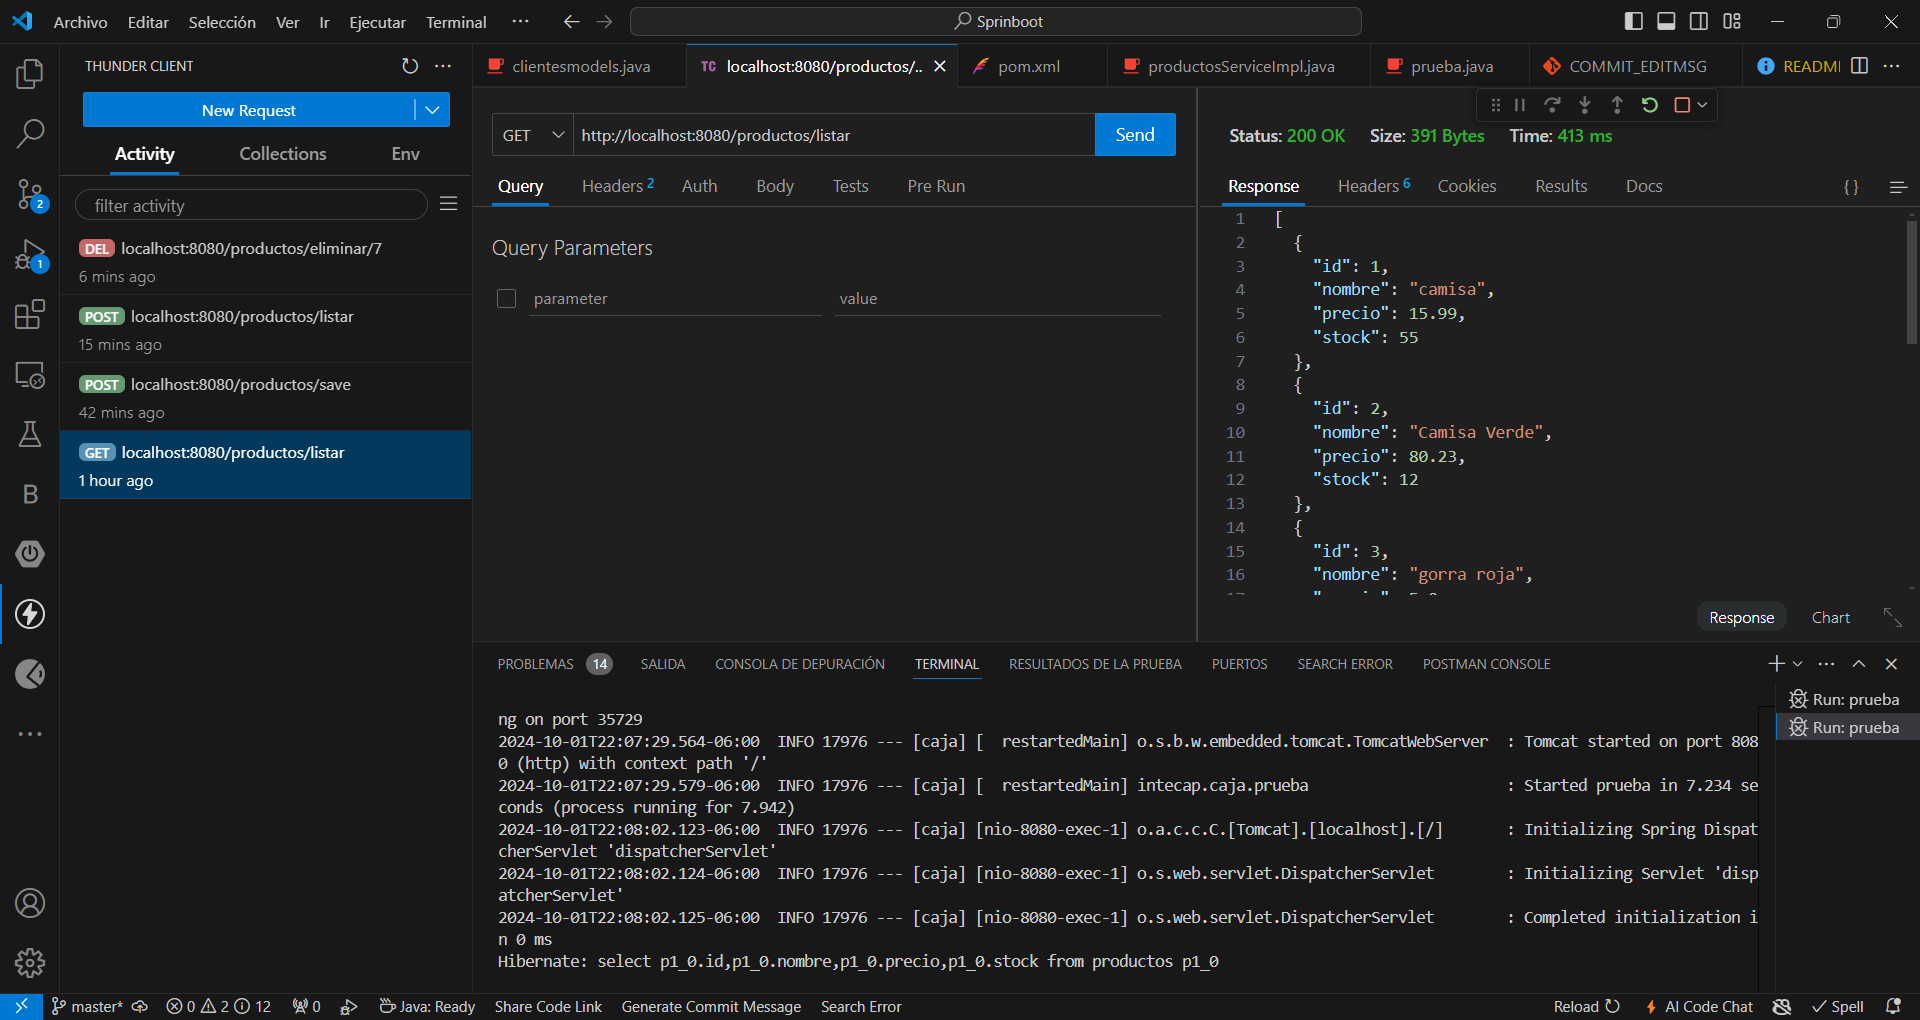 Archivo Editar Selección Ver Ir Ejecutar Terminal ··· Sprinboot
THUNDER CLIENT
New Request
Activity Collections Env
filter activity
DEL localhost:8080/productos/eliminar/7
6 mins ago
POST localhost:8080/productos/listar
15 mins ago
POST localhost:8080/productos/save
42 mins ago
GET localhost:8080/productos/listar
1 hour ago
2
1
B
clientesmodels.java TC localhost:8080/productos/.. pom.xml productosServiceImpl.java prueba.java COMMIT_EDITMSG READMI
GET http://localhost:8080/productos/listar Send
Query Headers 2 Auth Body Tests Pre Run
Query Parameters
parameter value
Status: 200 OK Size: 391 Bytes Time: 413 ms
Response Headers 6 Cookies Results Docs { }
1 [
2 {
3 "id": 1,
4 "nombre": "camisa",
5 "precio": 15.99,
6 "stock": 55
7 },
8 {
9 "id": 2,
10 "nombre": "Camisa Verde",
11 "precio": 80.23,
12 "stock": 12
13 },
14 {
15 "id": 3,
16 "nombre": "gorra roja",
Response Chart
PROBLEMAS 14 SALIDA CONSOLA DE DEPURACIÓN TERMINAL RESULTADOS DE LA PRUEBA PUERTOS SEARCH ERROR POSTMAN CONSOLE
Run: prueba
Run: prueba
ng on port 35729
2024-10-01T22:07:29.564-06:00  INFO 17976 --- [caja] [  restartedMain] o.s.b.w.embedded.tomcat.TomcatWebServer  : Tomcat started on port 808
0 (http) with context path '/'
2024-10-01T22:07:29.579-06:00  INFO 17976 --- [caja] [  restartedMain] intecap.caja.prueba                      : Started prueba in 7.234 se
conds (process running for 7.942)
2024-10-01T22:08:02.123-06:00  INFO 17976 --- [caja] [nio-8080-exec-1] o.a.c.c.C.[Tomcat].[localhost].[/]       : Initializing Spring Dispat
cherServlet 'dispatcherServlet'
2024-10-01T22:08:02.124-06:00  INFO 17976 --- [caja] [nio-8080-exec-1] o.s.web.servlet.DispatcherServlet        : Initializing Servlet 'disp
atcherServlet'
2024-10-01T22:08:02.125-06:00  INFO 17976 --- [caja] [nio-8080-exec-1] o.s.web.servlet.DispatcherServlet        : Completed initialization i
n 0 ms
Hibernate: select p1_0.id,p1_0.nombre,p1_0.precio,p1_0.stock from productos p1_0
master* 0 2 12 0 Java: Ready Share Code Link Generate Commit Message Search Error Reload AI Code Chat Spell